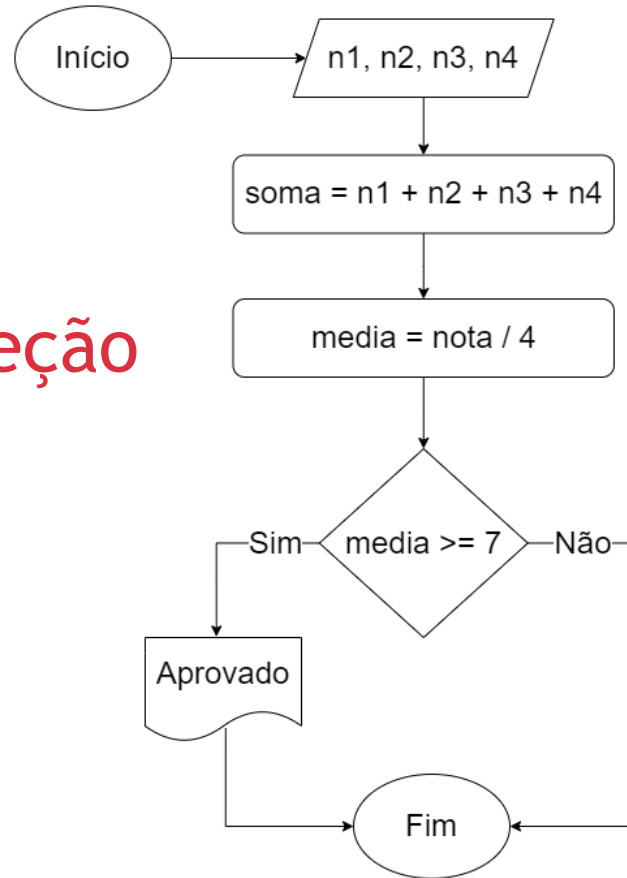 Início
n1, n2, n3, n4
soma = n1 + n2 + n3 + n4
eção
media = nota / 4
media >= 7
Sim
Não
Aprovado
Fim